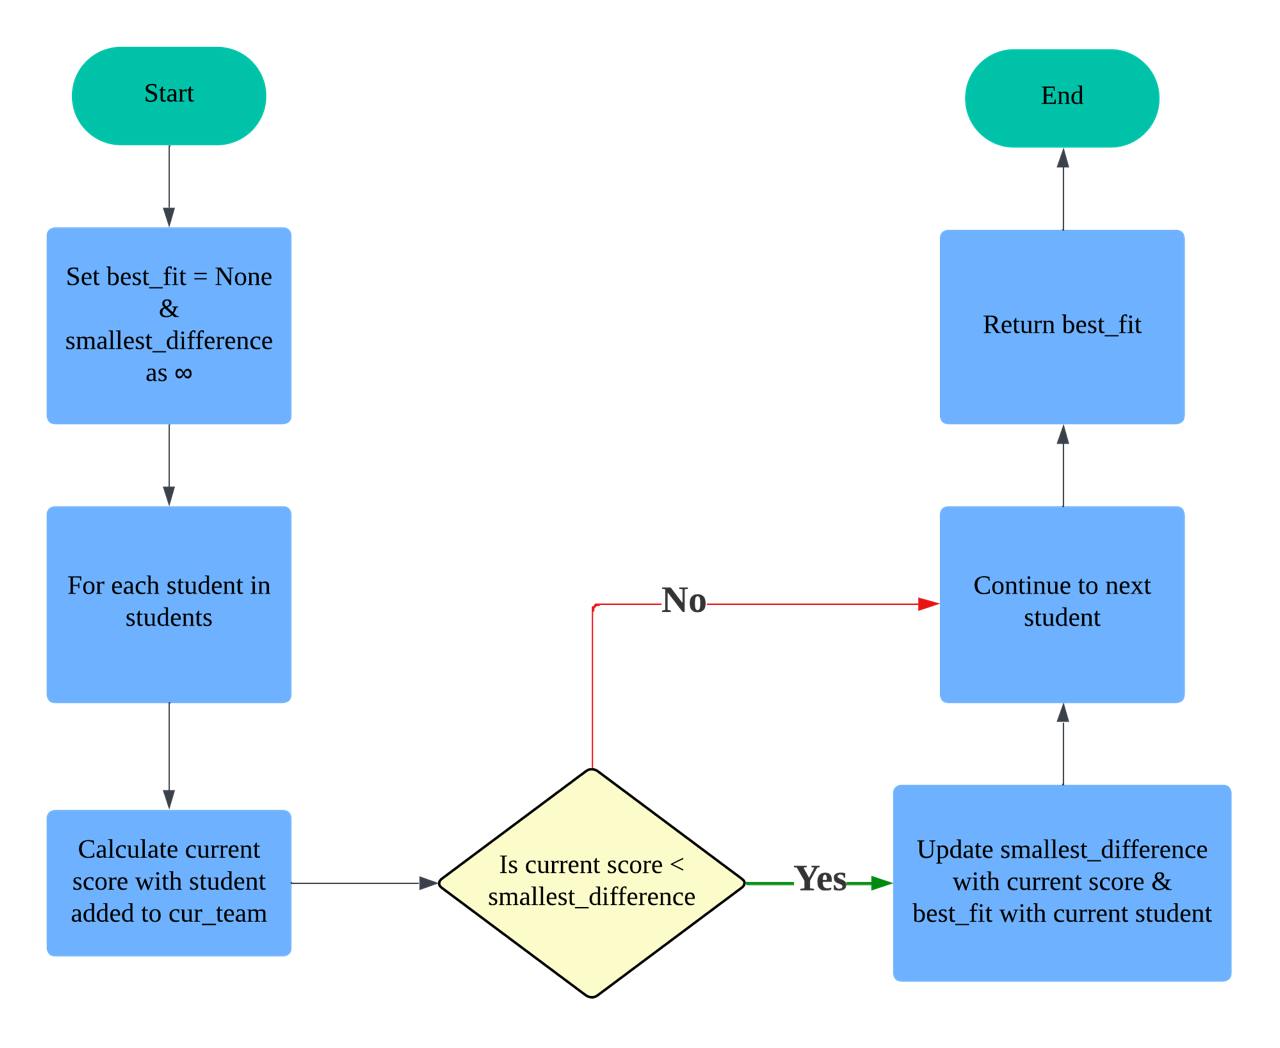 Start
Set best_fit = None
&
smallest_difference
as ∞
For each student in
students
Calculate current
score with student
added to cur_team
Is current score <
smallest_difference
No
Yes
Update smallest_difference
with current score &
best_fit with current student
Continue to next
student
Return best_fit
End